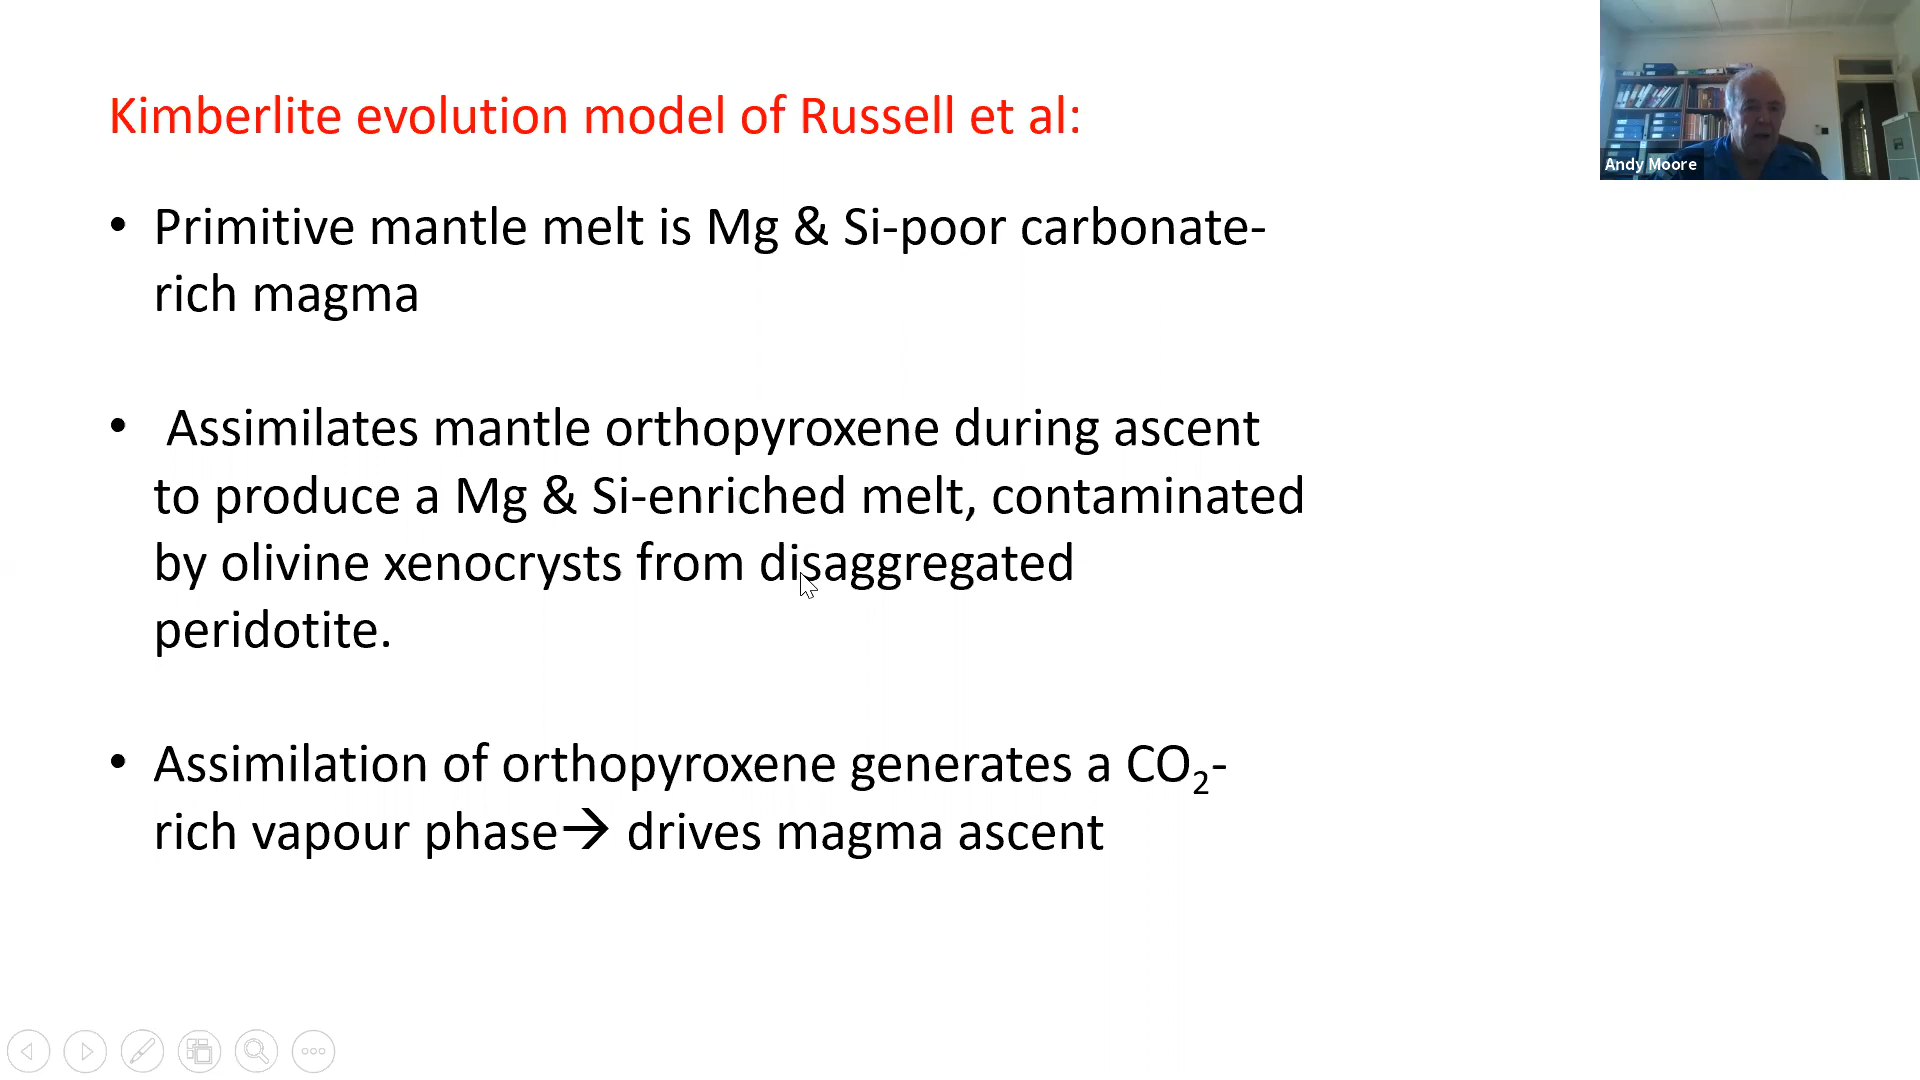 Kimberlite evolution model of Russell et al:
• Primitive mantle melt is Mg & Si-poor carbonate-
rich magma
• Assimilates mantle orthopyroxene during ascent
to produce a Mg & Si-enriched melt, contaminated
by olivine xenocrysts from disaggregated
peridotite.
• Assimilation of orthopyroxene generates a CO₂-
rich vapour phase→ drives magma ascent
Andy Moore